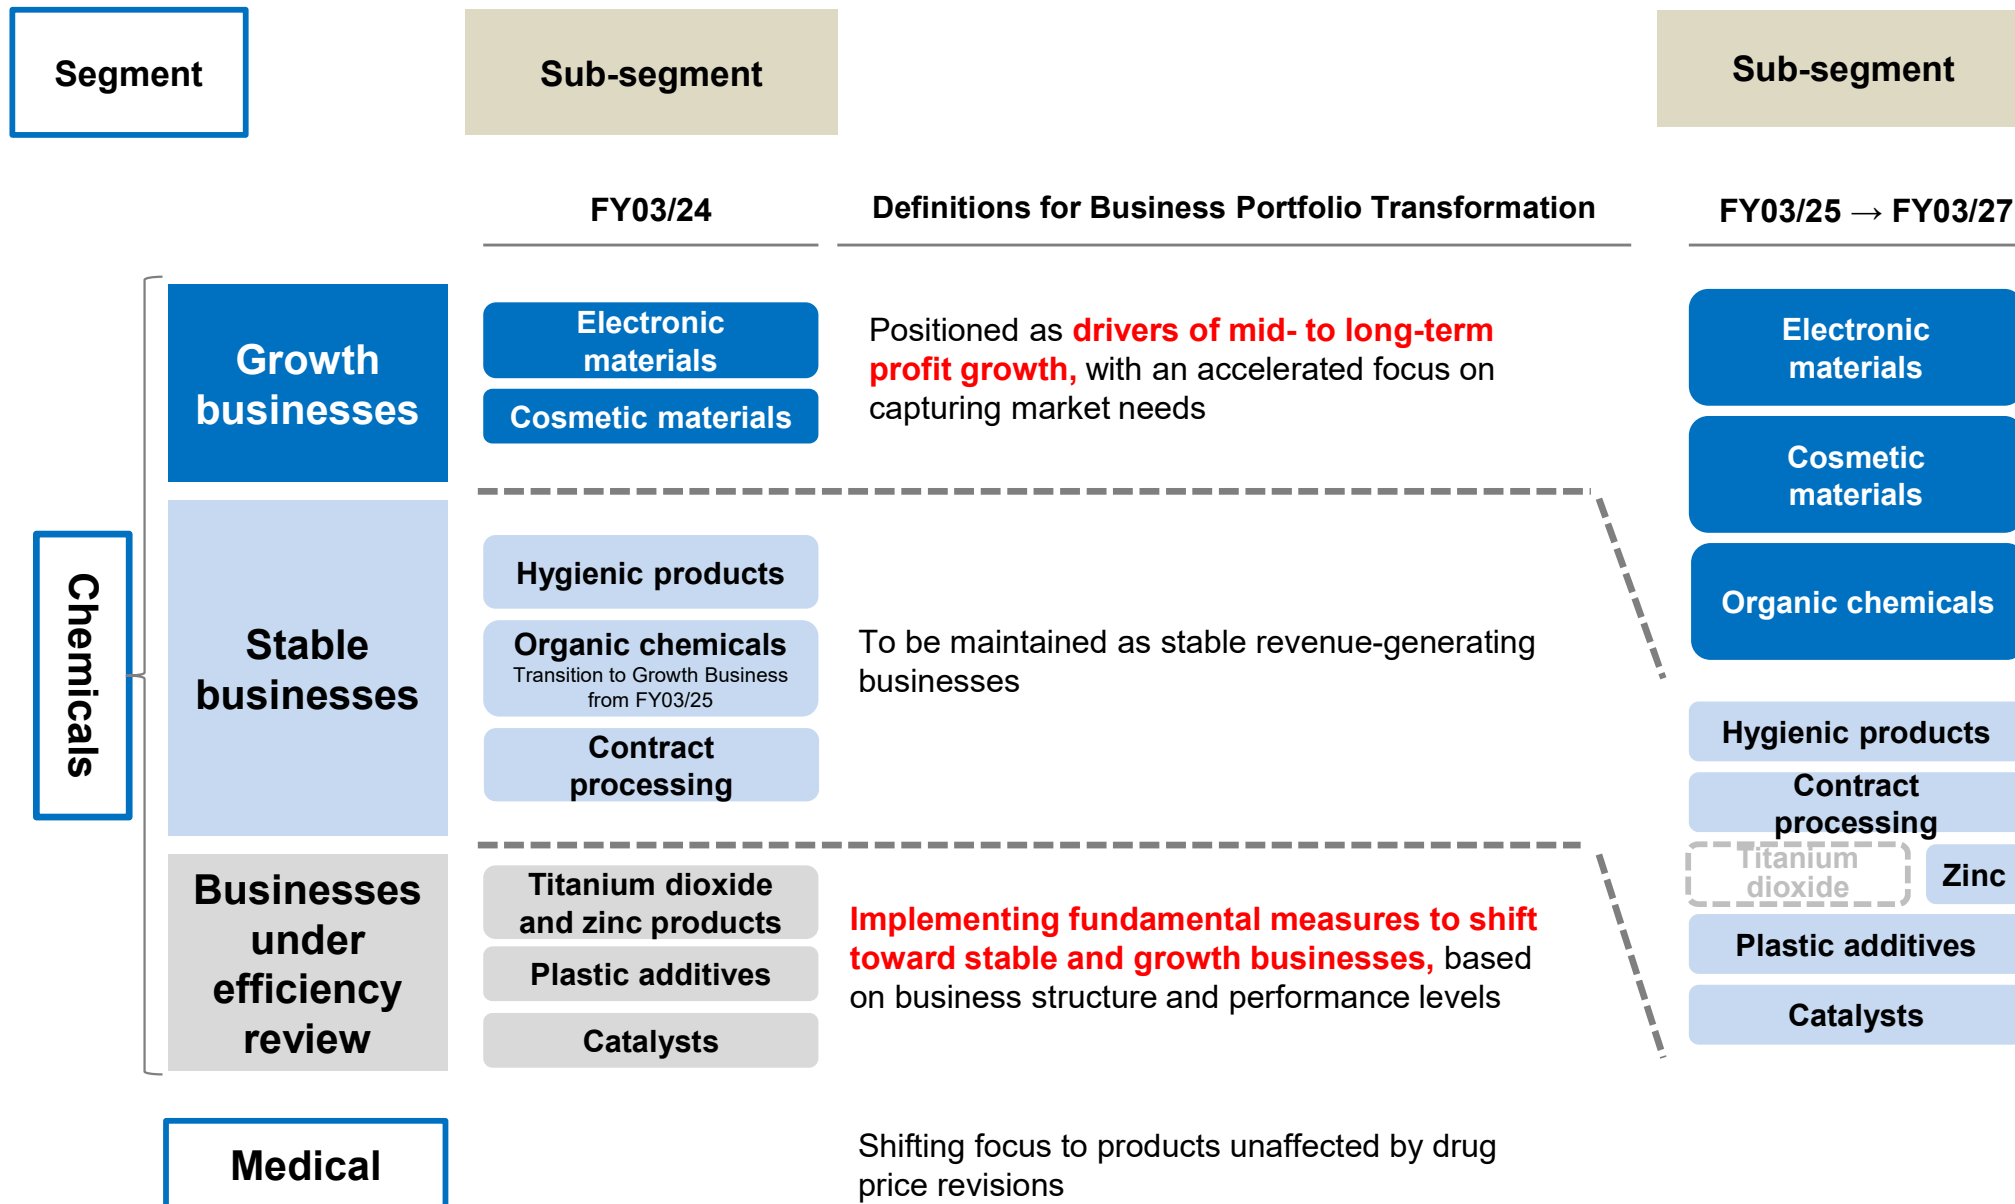 Segment
Sub-segment
Sub-segment
FY03/24
Definitions for Business Portfolio Transformation
FY03/25 → FY03/27
Chemicals
Growth
businesses
Electronic
materials
Cosmetic materials
Positioned as drivers of mid- to long-term
profit growth, with an accelerated focus on
capturing market needs
Electronic
materials
Cosmetic
materials
Organic chemicals
Stable
businesses
Hygienic products
Organic chemicals
Transition to Growth Business
from FY03/25
Contract
processing
To be maintained as stable revenue-generating
businesses
Hygienic products
Contract
processing
Titanium
dioxide
Zinc
Plastic additives
Catalysts
Businesses
under
efficiency
review
Titanium dioxide
and zinc products
Plastic additives
Catalysts
Implementing fundamental measures to shift
toward stable and growth businesses, based
on business structure and performance levels
Medical
Shifting focus to products unaffected by drug
price revisions